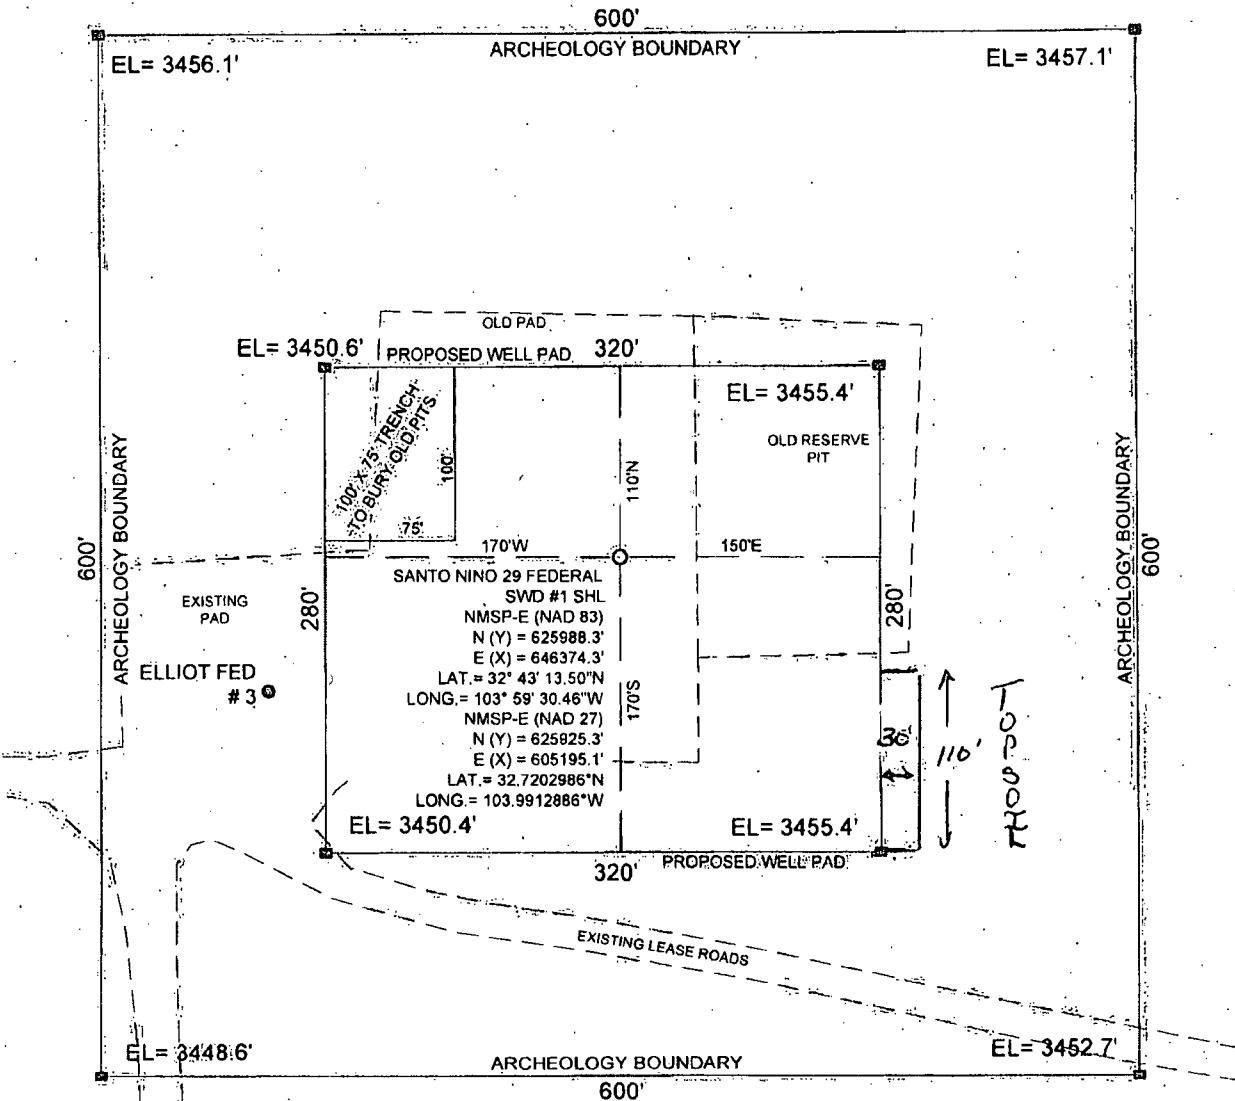 600'
ARCHEOLOGY BOUNDARY
EL= 3456.1'
EL= 3457.1'
OLD PAD
EL= 3450.6'
PROPOSED WELL PAD
320'
EL= 3455.4'
100' X 75' TRENCH
TO BURY OLD PITS
100'
75'
110'N
OLD RESERVE
PIT
ARCHEOLOGY BOUNDARY
600'
ARCHEOLOGY BOUNDARY
600'
170'W
150'E
EXISTING
PAD
280'
280'
SANTO NINO 29 FEDERAL
SWD #1 SHL
NMSP-E (NAD 83)
N (Y) = 625988.3'
E (X) = 646374.3'
LAT.= 32° 43' 13.50"N
LONG.= 103° 59' 30.46"W
NMSP-E (NAD 27)
N (Y) = 625925.3'
E (X) = 605195.1'
LAT.= 32.7202986°N
LONG.= 103.9912886°W
ELLIOT FED
# 3
170'S
30'
110'
TOPSOIL
EL= 3450.4'
EL= 3455.4'
320'
PROPOSED WELL PAD
EXISTING LEASE ROADS
EL= 3448.6'
EL= 3452.7'
ARCHEOLOGY BOUNDARY
600'